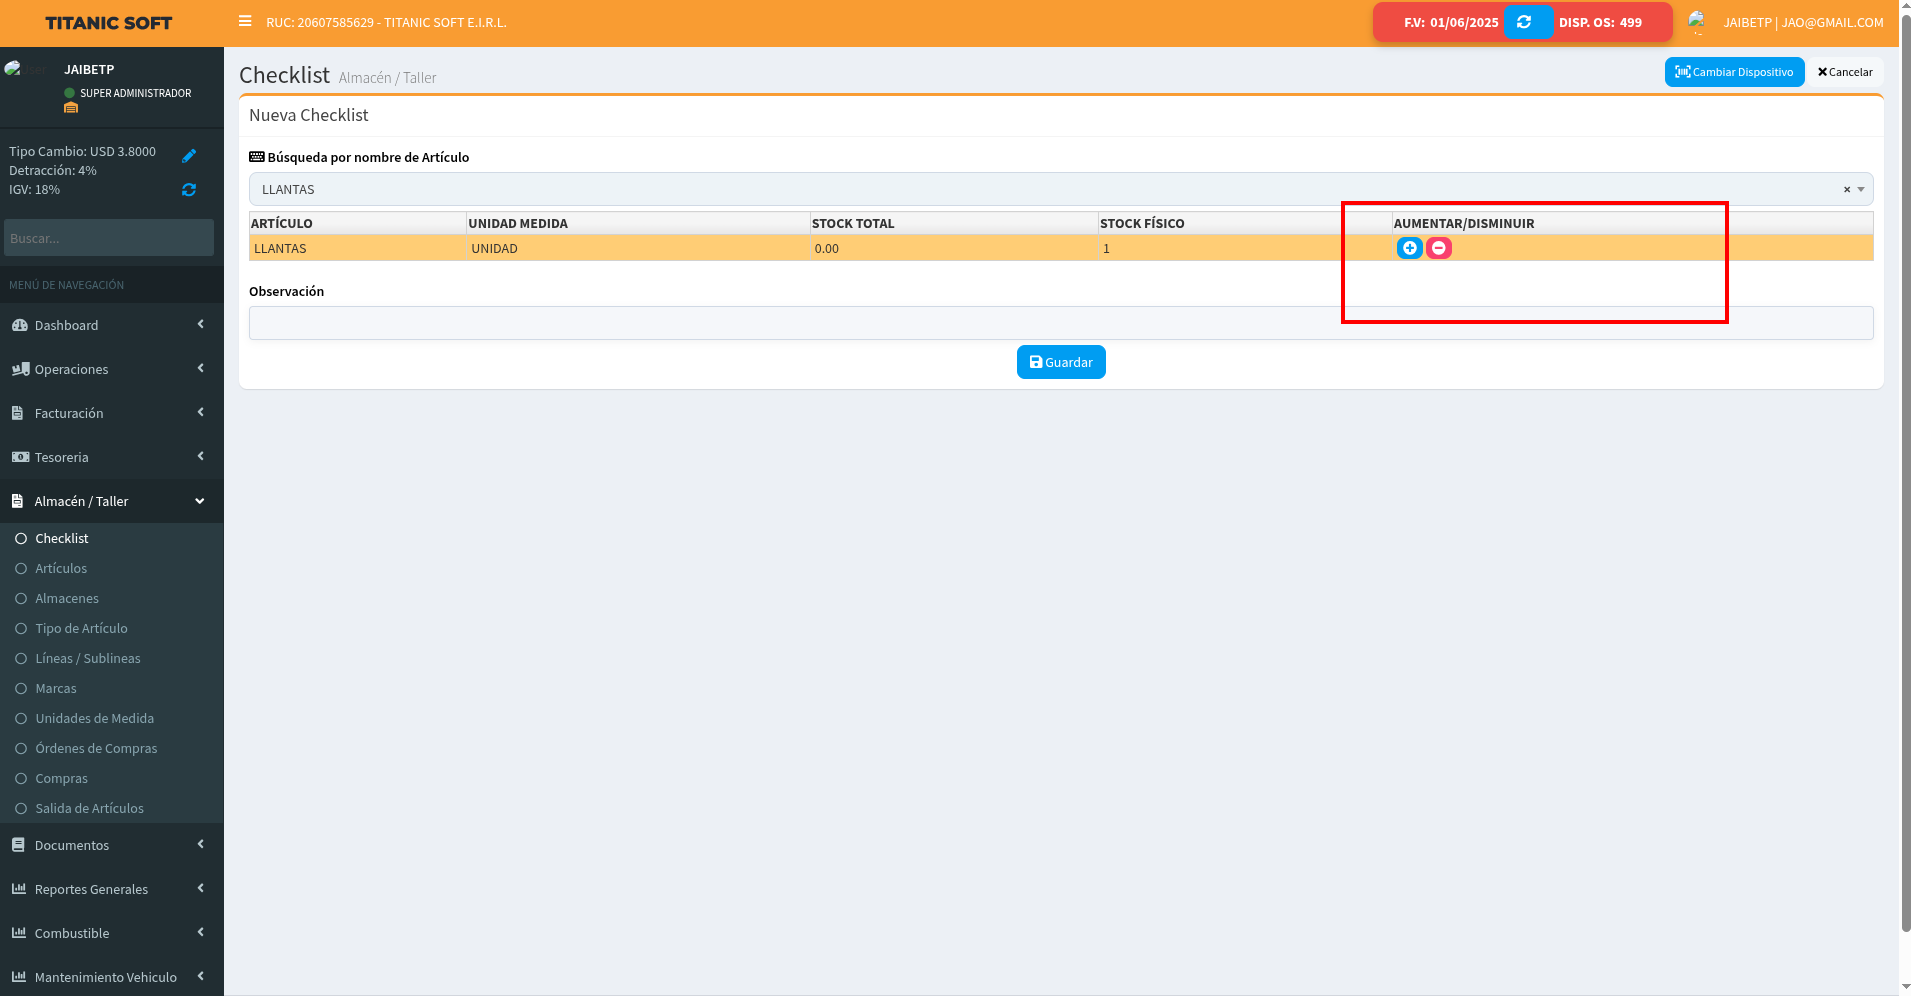 TITANIC SOFT
RUC: 20607585629 - TITANIC SOFT E.I.R.L.
F.V: 01/06/2025
DISP. OS: 499
JAIBETP | JAO@GMAIL.COM
JAIBETP
SUPER ADMINISTRADOR
Tipo Cambio: USD 3.8000
Detracción: 4%
IGV: 18%
Buscar...
MENÚ DE NAVEGACIÓN
Dashboard
Operaciones
Facturación
Tesoreria
Almacén / Taller
Checklist
Artículos
Almacenes
Tipo de Artículo
Líneas / Sublineas
Marcas
Unidades de Medida
Órdenes de Compras
Compras
Salida de Artículos
Documentos
Reportes Generales
Combustible
Mantenimiento Vehiculo
Checklist Almacén / Taller
Cambiar Dispositivo
Cancelar
Nueva Checklist
Búsqueda por nombre de Artículo
LLANTAS
ARTÍCULO UNIDAD MEDIDA STOCK TOTAL STOCK FÍSICO AUMENTAR/DISMINUIR
LLANTAS UNIDAD 0.00 1
Observación
Guardar